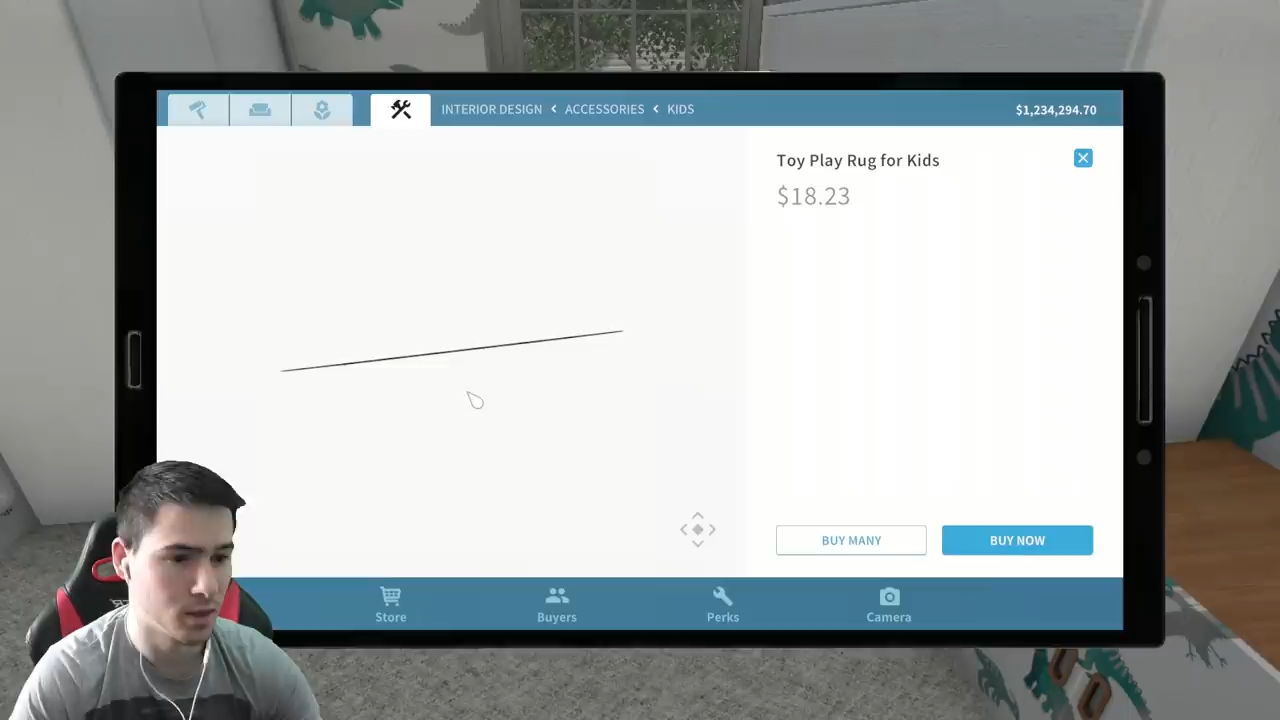 INTERIOR DESIGN < ACCESSORIES < KIDS
$1,234,294.70
Toy Play Rug for Kids
$18.23
BUY MANY
BUY NOW
Store
Buyers
Perks
Camera